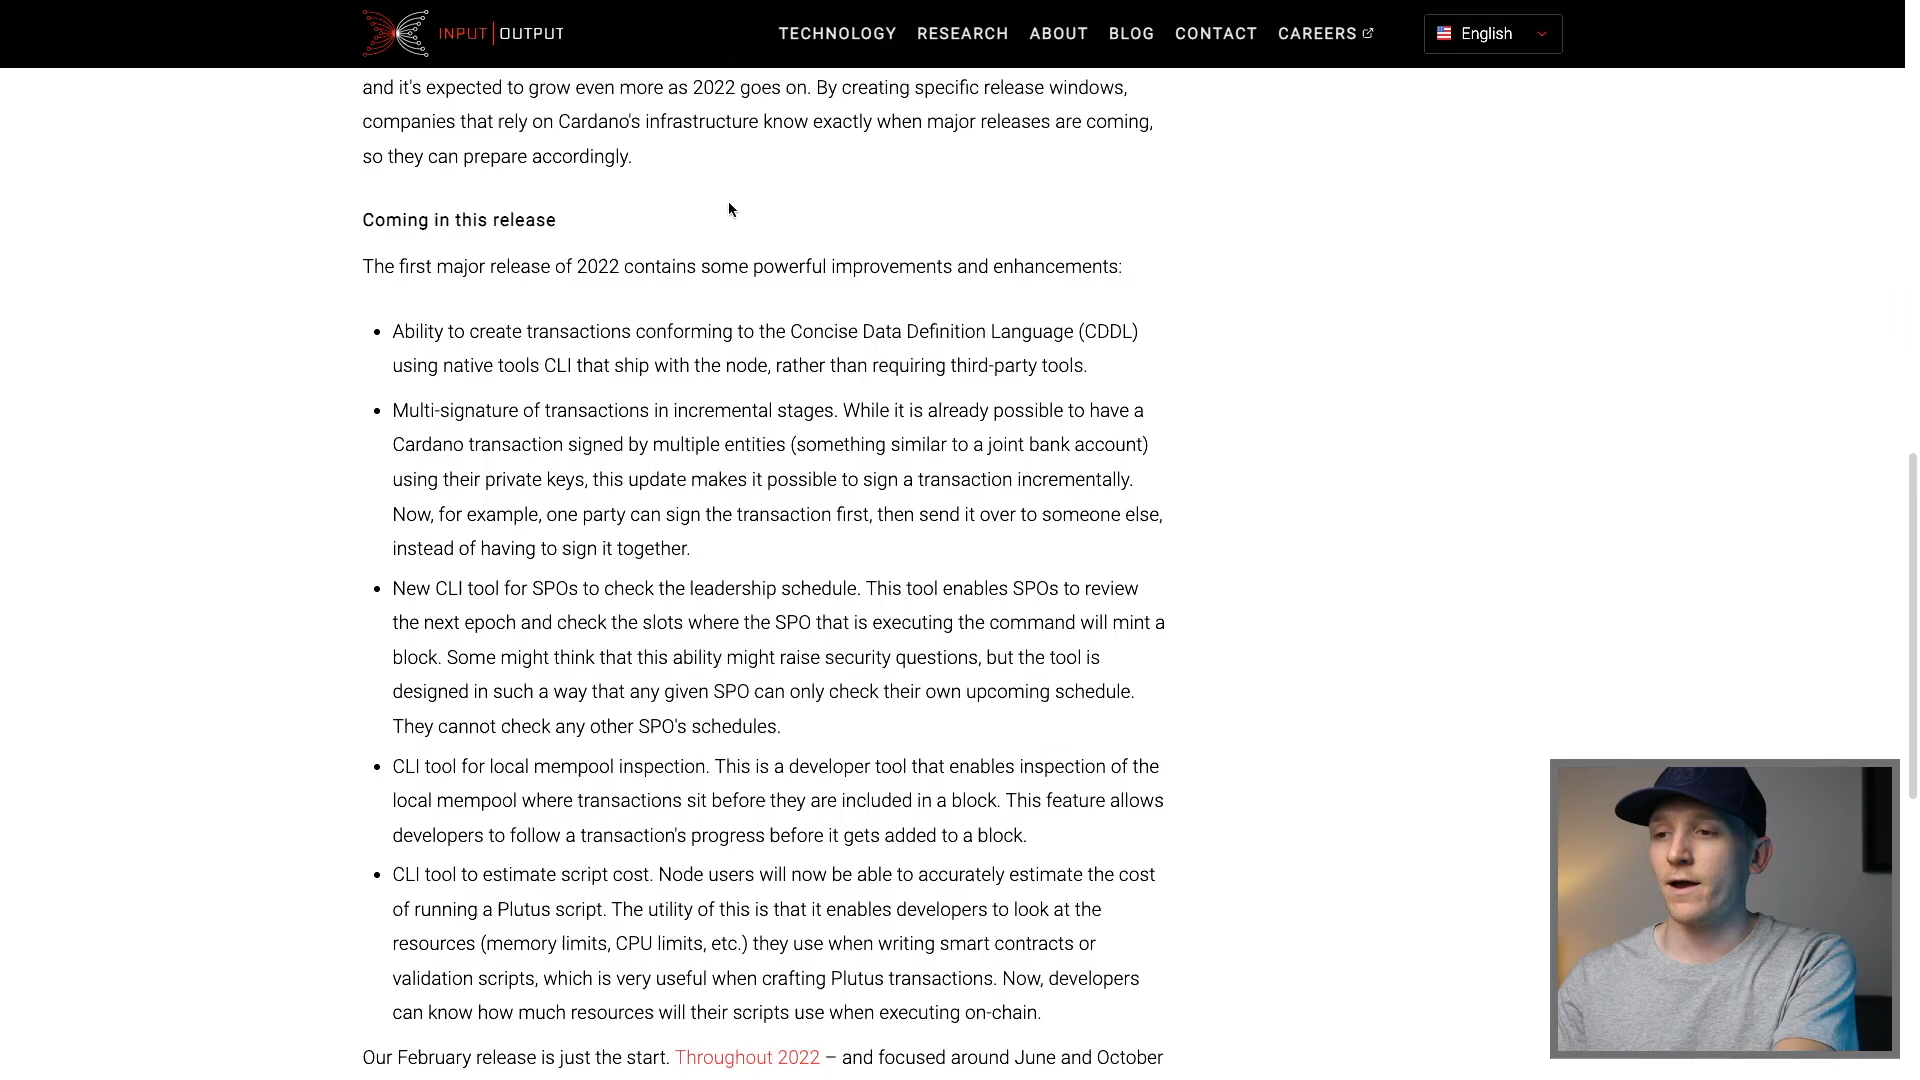 INPUT | OUTPUT
TECHNOLOGY RESEARCH ABOUT BLOG CONTACT CAREERS
English
and it's expected to grow even more as 2022 goes on. By creating specific release windows,
companies that rely on Cardano's infrastructure know exactly when major releases are coming,
so they can prepare accordingly.
Coming in this release
The first major release of 2022 contains some powerful improvements and enhancements:
• Ability to create transactions conforming to the Concise Data Definition Language (CDDL)
using native tools CLI that ship with the node, rather than requiring third-party tools.
• Multi-signature of transactions in incremental stages. While it is already possible to have a
Cardano transaction signed by multiple entities (something similar to a joint bank account)
using their private keys, this update makes it possible to sign a transaction incrementally.
Now, for example, one party can sign the transaction first, then send it over to someone else,
instead of having to sign it together.
• New CLI tool for SPOs to check the leadership schedule. This tool enables SPOs to review
the next epoch and check the slots where the SPO that is executing the command will mint a
block. Some might think that this ability might raise security questions, but the tool is
designed in such a way that any given SPO can only check their own upcoming schedule.
They cannot check any other SPO's schedules.
• CLI tool for local mempool inspection. This is a developer tool that enables inspection of the
local mempool where transactions sit before they are included in a block. This feature allows
developers to follow a transaction's progress before it gets added to a block.
• CLI tool to estimate script cost. Node users will now be able to accurately estimate the cost
of running a Plutus script. The utility of this is that it enables developers to look at the
resources (memory limits, CPU limits, etc.) they use when writing smart contracts or
validation scripts, which is very useful when crafting Plutus transactions. Now, developers
can know how much resources will their scripts use when executing on-chain.
Our February release is just the start. Throughout 2022 – and focused around June and October